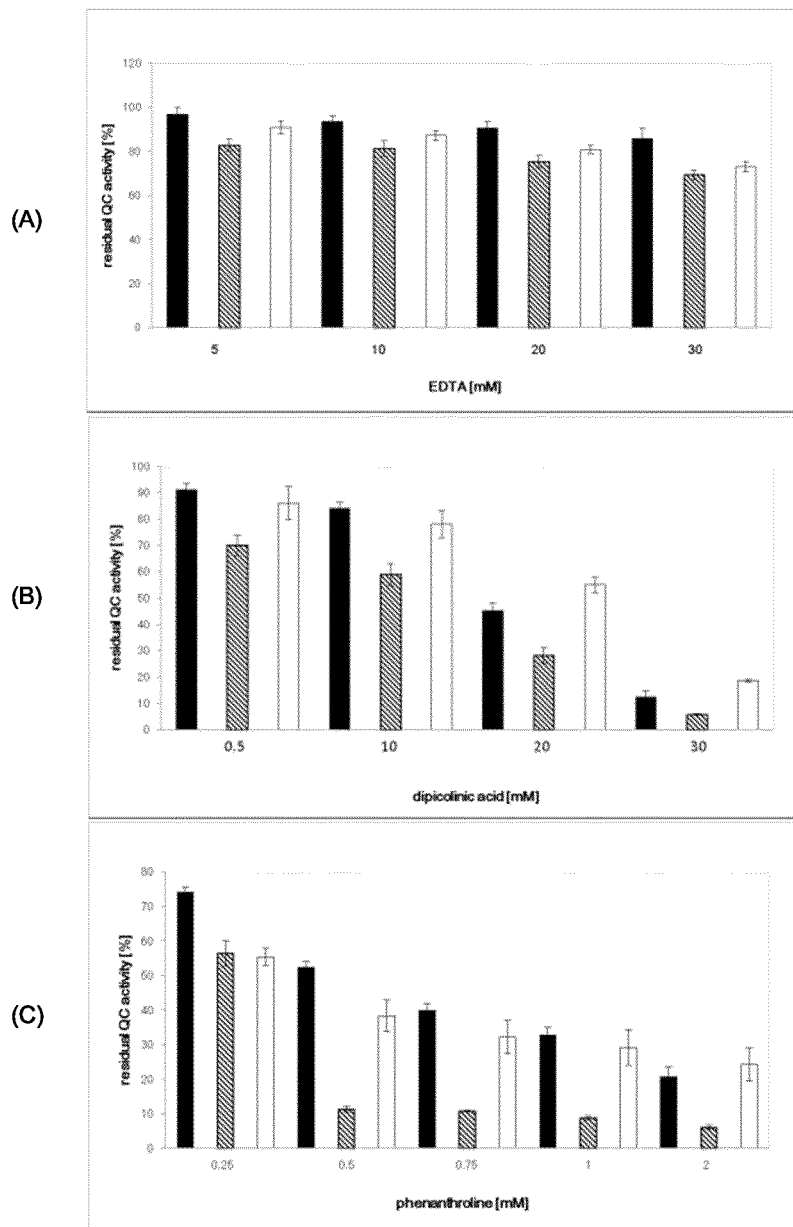 (A)
residual QC activity [%]
120
100
80
60
40
20
0
5 10 20 30
EDTA [mM]
(B)
residual QC activity [%]
100
90
80
70
60
50
40
30
20
10
0
0.5 10 20 30
dipicolinic acid [mM]
(C)
residual QC activity [%]
80
70
60
50
40
30
20
10
0
0.25 0.5 0.75 1 2
phenanthroline [mM]